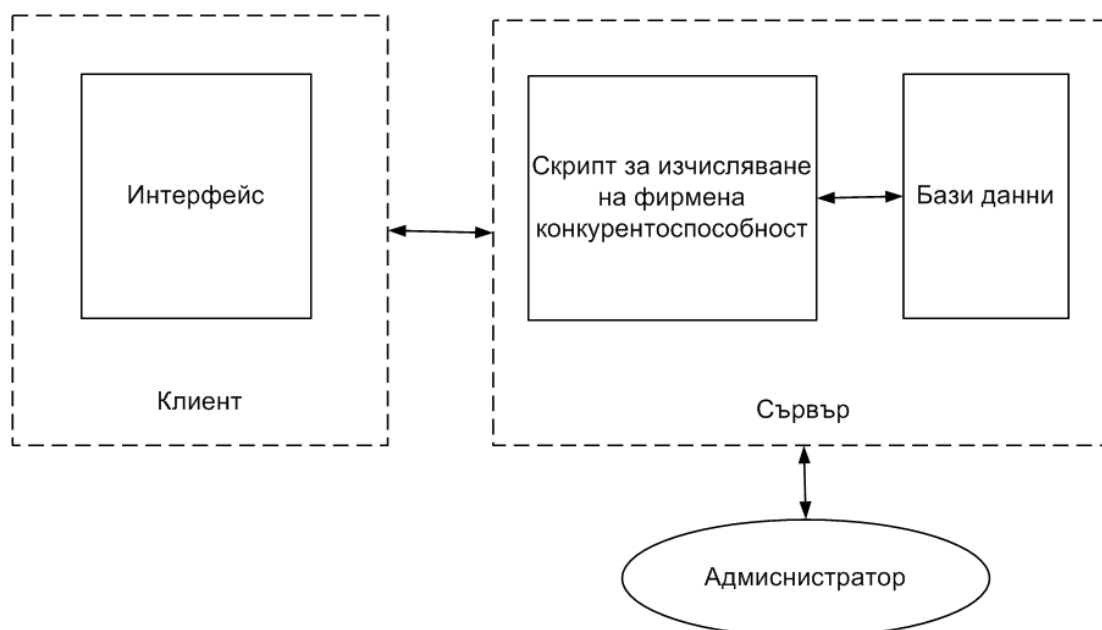 Интерфейс
Клиент
Скрипт за изчисляване
на фирмена
конкурентоспособност
Бази данни
Сървър
Адмиснистратор